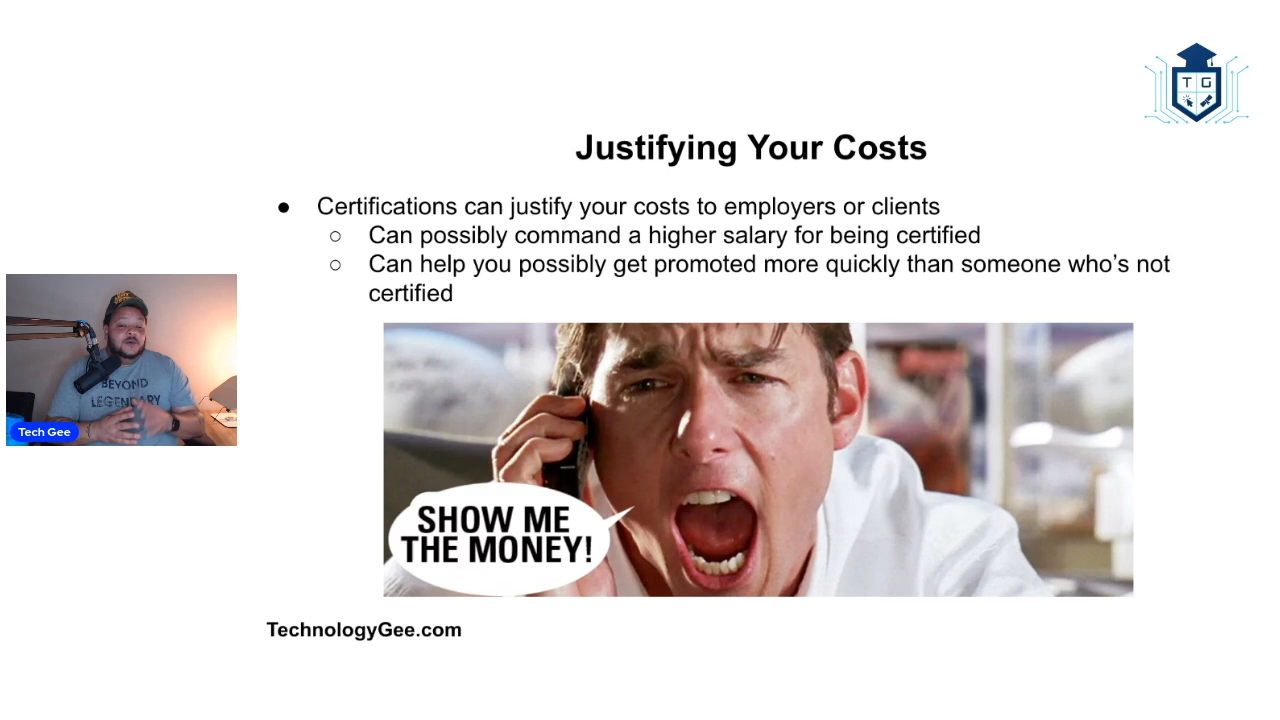 T G
Justifying Your Costs
● Certifications can justify your costs to employers or clients
○ Can possibly command a higher salary for being certified
○ Can help you possibly get promoted more quickly than someone who’s not
certified
BEYOND
LEGENDARY
Tech Gee
SHOW ME
THE MONEY!
TechnologyGee.com